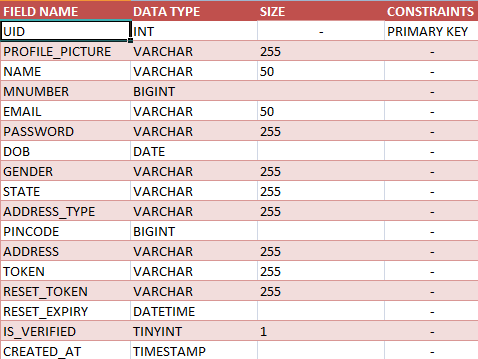 FIELD NAME DATA TYPE SIZE CONSTRAINTS
UID INT - PRIMARY KEY
PROFILE_PICTURE VARCHAR 255 -
NAME VARCHAR 50 -
MNUMBER BIGINT -
EMAIL VARCHAR 50 -
PASSWORD VARCHAR 255 -
DOB DATE -
GENDER VARCHAR 255 -
STATE VARCHAR 255 -
ADDRESS_TYPE VARCHAR 255 -
PINCODE BIGINT -
ADDRESS VARCHAR 255 -
TOKEN VARCHAR 255 -
RESET_TOKEN VARCHAR 255 -
RESET_EXPIRY DATETIME -
IS_VERIFIED TINYINT 1 -
CREATED_AT TIMESTAMP -